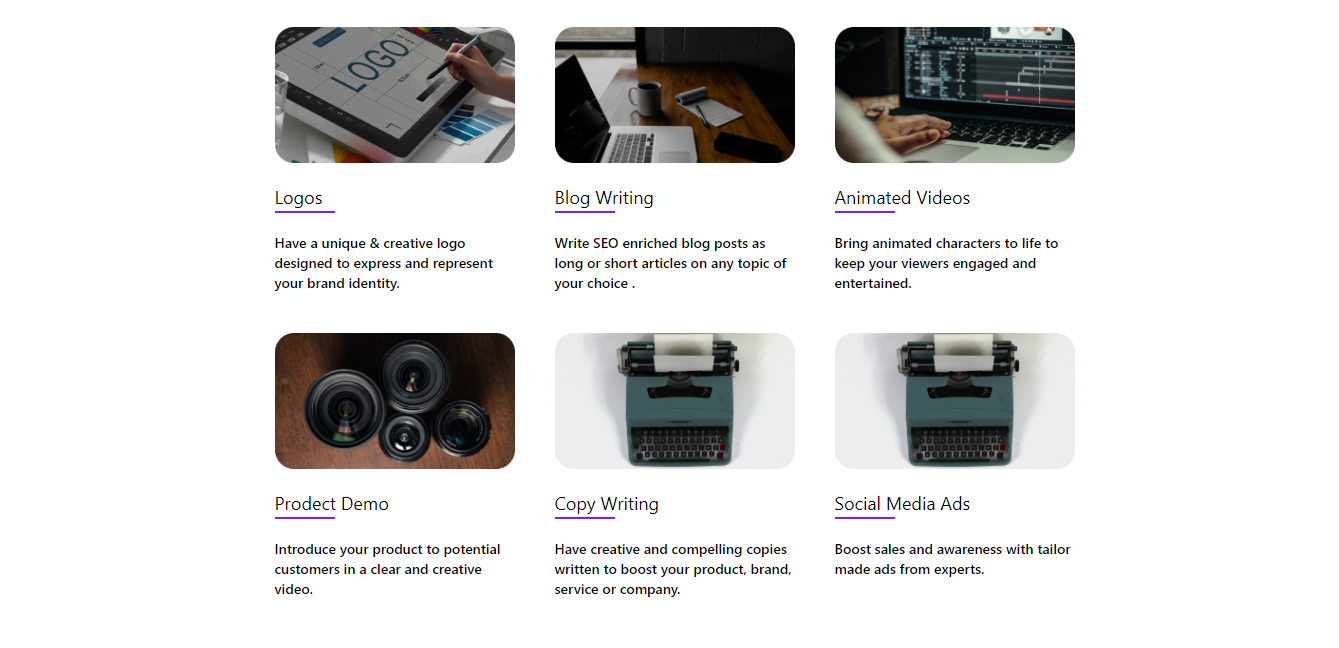 LOGO
Logos
Have a unique & creative logo
designed to express and represent
your brand identity.
Blog Writing
Write SEO enriched blog posts as
long or short articles on any topic of
your choice .
Animated Videos
Bring animated characters to life to
keep your viewers engaged and
entertained.
Prodect Demo
Introduce your product to potential
customers in a clear and creative
video.
Copy Writing
Have creative and compelling copies
written to boost your product, brand,
service or company.
Social Media Ads
Boost sales and awareness with tailor
made ads from experts.